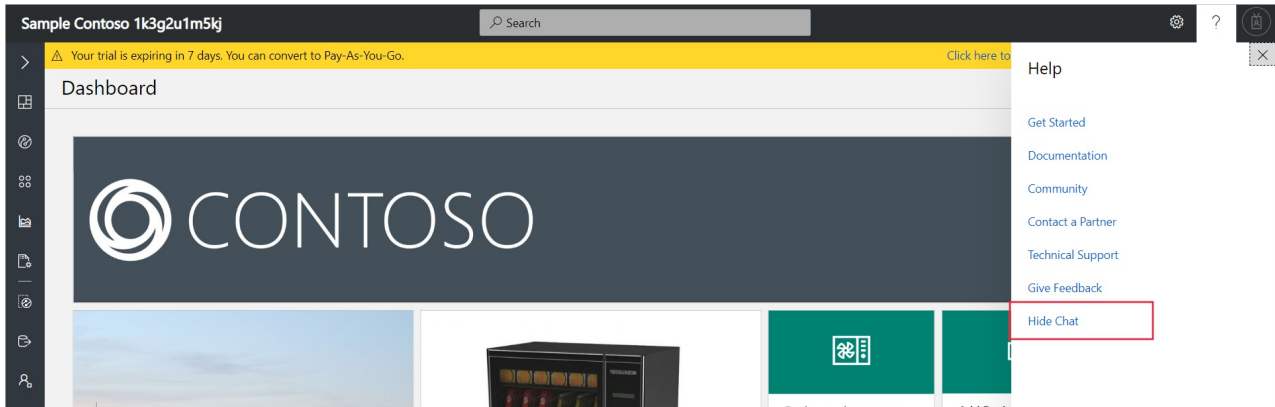 Sample Contoso 1k3g2u1m5kj
Search
?
Your trial is expiring in 7 days. You can convert to Pay-As-You-Go.
Click here to
Help
Dashboard
Get Started
Documentation
Community
Contact a Partner
Technical Support
Give Feedback
Hide Chat
CONTOSO